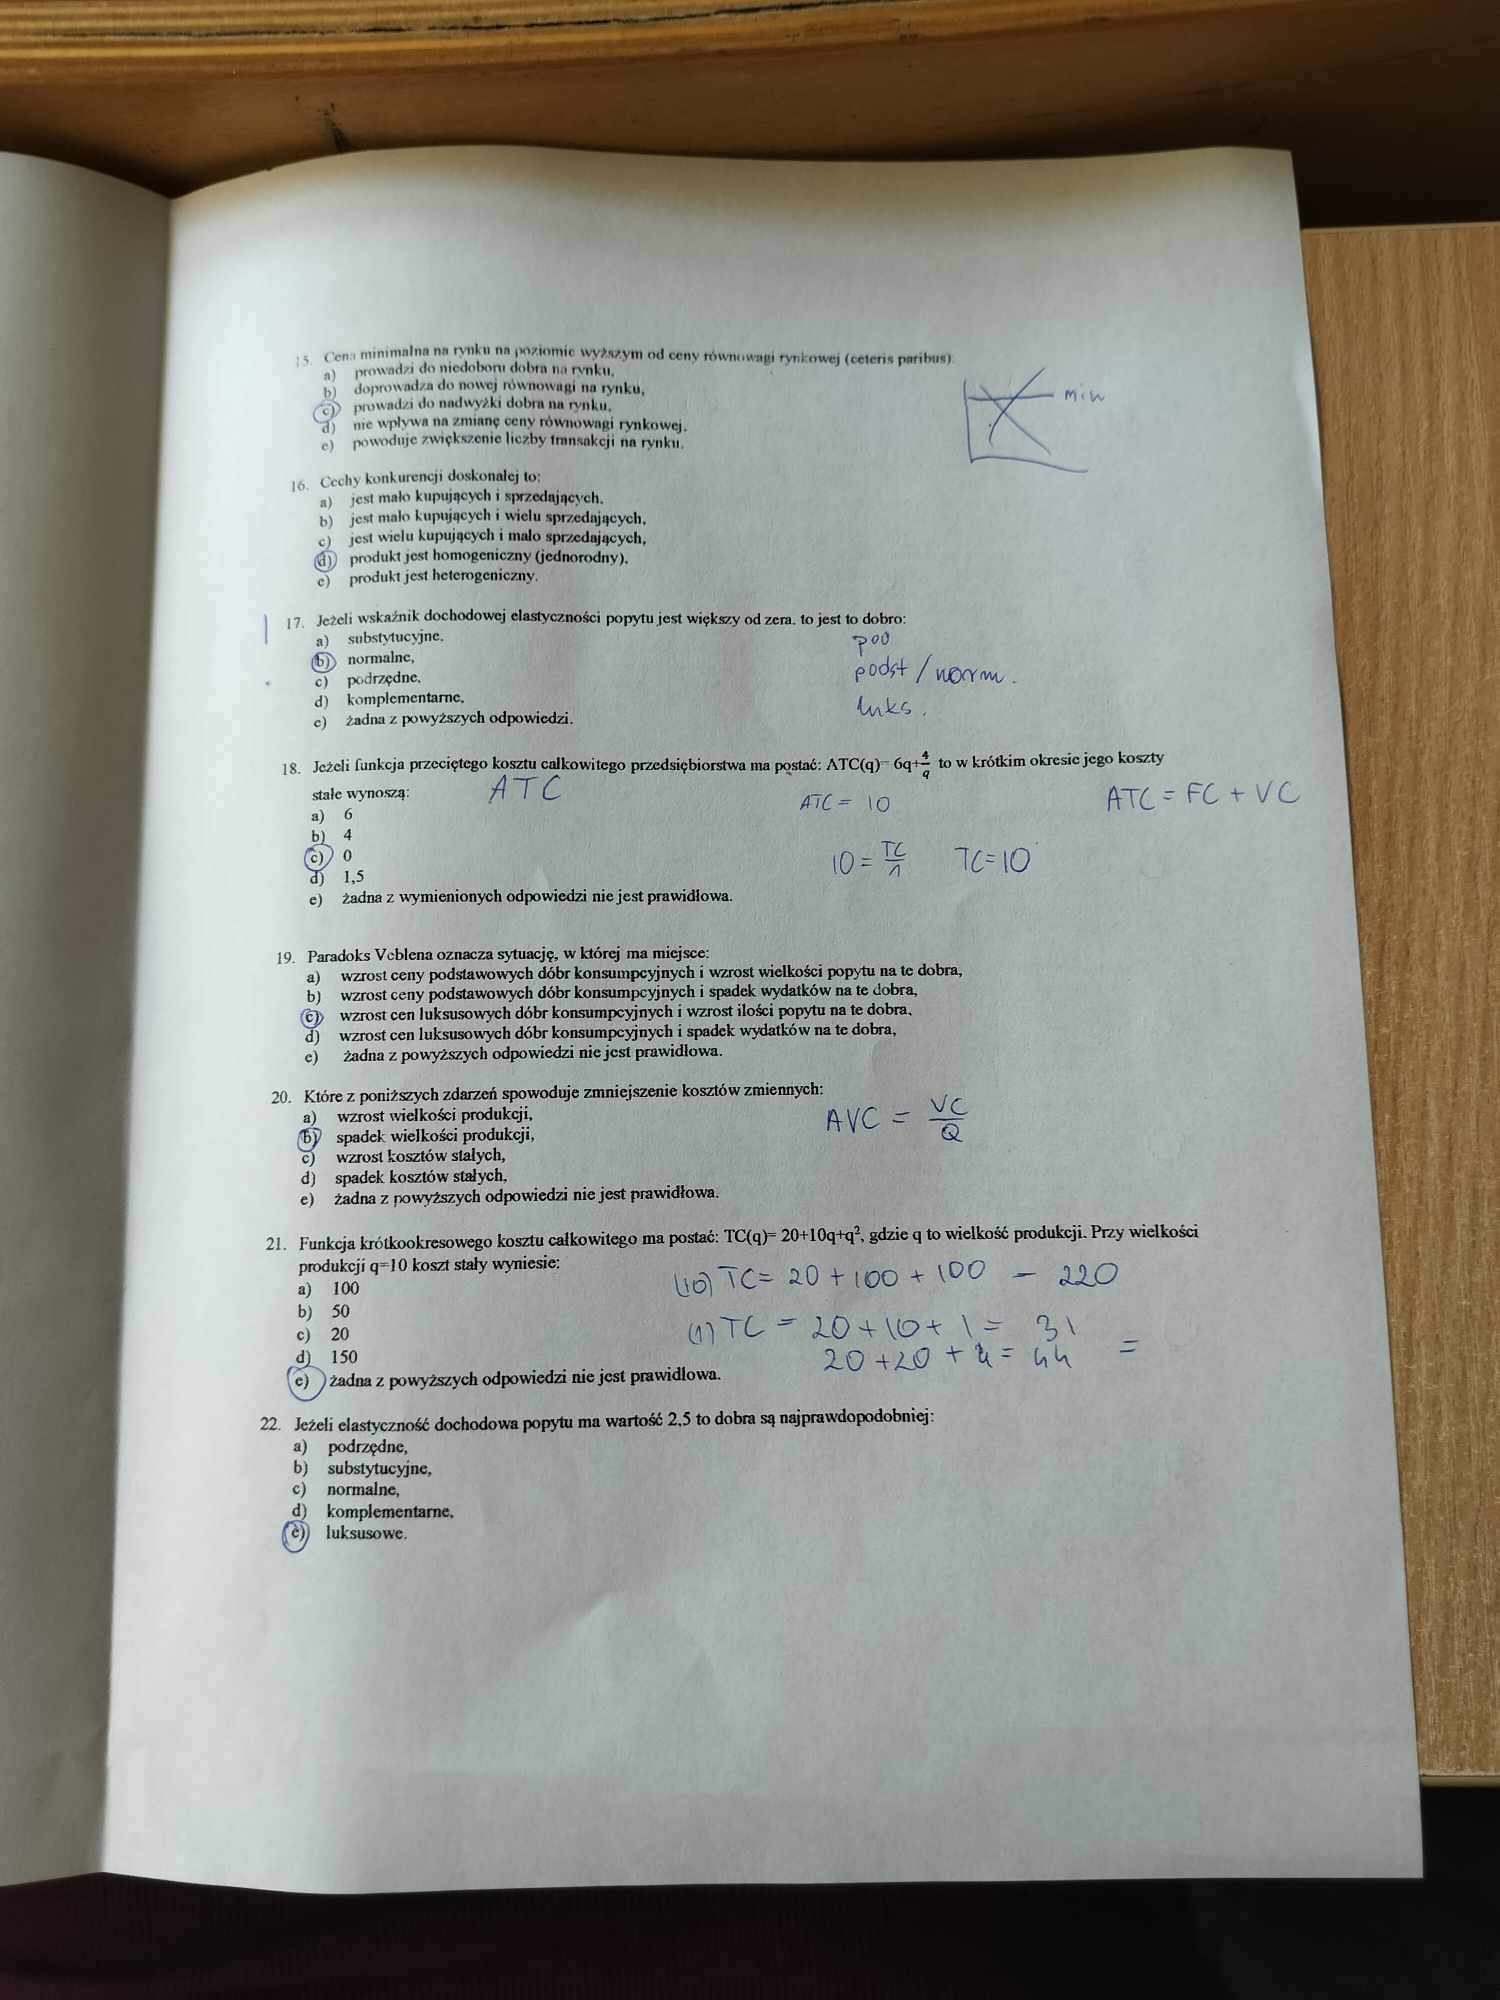 15. Cena minimalna na rynku na poziomie wyższym od ceny równowagi rynkowej (ceteris paribus)
a) prowadzi do niedoboru dobra na rynku,
b) doprowadza do nowej równowagi na rynku,
c) prowadzi do nadwyżki dobra na rynku,
min
d) nie wpływa na zmianę ceny równowagi rynkowej.
e) powoduje zwiększenie liczby transakcji na rynku.
16. Cechy konkurencji doskonałej to:
a) jest mało kupujących i sprzedających,
b) jest mało kupujących i wielu sprzedających,
c) jest wielu kupujących i mało sprzedających,
d) produkt jest homogeniczny (jednorodny),
e) produkt jest heterogeniczny.
17. Jeżeli wskaźnik dochodowej elastyczności popytu jest większy od zera. to jest to dobro:
a) substytucyjne.
b) normalne,
c) podrzędne.
d) komplementarne,
e) żadna z powyższych odpowiedzi.
pod
podst / norm.
luks.
18. Jeżeli funkcja przeciętego kosztu całkowitego przedsiębiorstwa ma postać: ATC(q)= 6q+4/q to w krótkim okresie jego koszty
stałe wynoszą:
ATC
ATC = 10
ATC = FC + VC
a) 6
b) 4
c) 0
10 = TC/1 TC=10
d) 1,5
e) żadna z wymienionych odpowiedzi nie jest prawidłowa.
19. Paradoks Veblena oznacza sytuację, w której ma miejsce:
a) wzrost ceny podstawowych dóbr konsumpcyjnych i wzrost wielkości popytu na te dobra,
b) wzrost ceny podstawowych dóbr konsumpcyjnych i spadek wydatków na te dobra,
c) wzrost cen luksusowych dóbr konsumpcyjnych i wzrost ilości popytu na te dobra,
d) wzrost cen luksusowych dóbr konsumpcyjnych i spadek wydatków na te dobra,
e) żadna z powyższych odpowiedzi nie jest prawidłowa.
20. Które z poniższych zdarzeń spowoduje zmniejszenie kosztów zmiennych:
a) wzrost wielkości produkcji,
b) spadek wielkości produkcji,
AVC = VC/Q
c) wzrost kosztów stałych,
d) spadek kosztów stałych,
e) żadna z powyższych odpowiedzi nie jest prawidłowa.
21. Funkcja krótkookresowego kosztu całkowitego ma postać: TC(q)= 20+10q+q², gdzie q to wielkość produkcji. Przy wielkości
produkcji q=10 koszt stały wyniesie:
a) 100
(10) TC = 20 + 100 + 100 - 220
b) 50
c) 20
(1) TC = 20 + 10 + 1 = 31
d) 150
20 + 20 + 4 = 44 =
e) żadna z powyższych odpowiedzi nie jest prawidłowa.
22. Jeżeli elastyczność dochodowa popytu ma wartość 2,5 to dobra są najprawdopodobniej:
a) podrzędne,
b) substytucyjne,
c) normalne,
d) komplementarne,
e) luksusowe.